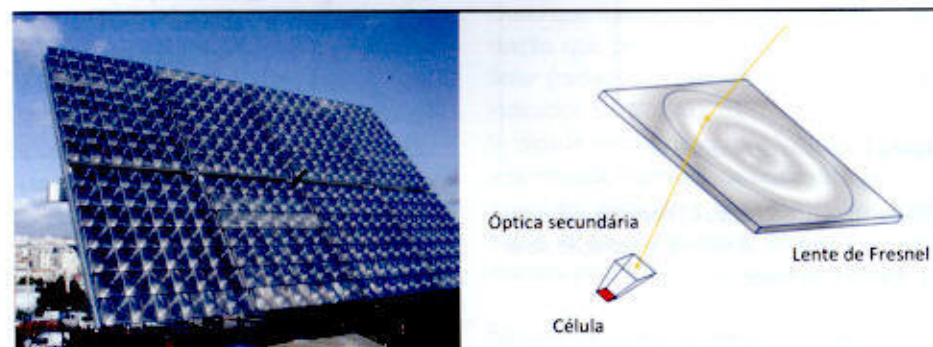 Óptica secundária
Lente de Fresnel
Célula